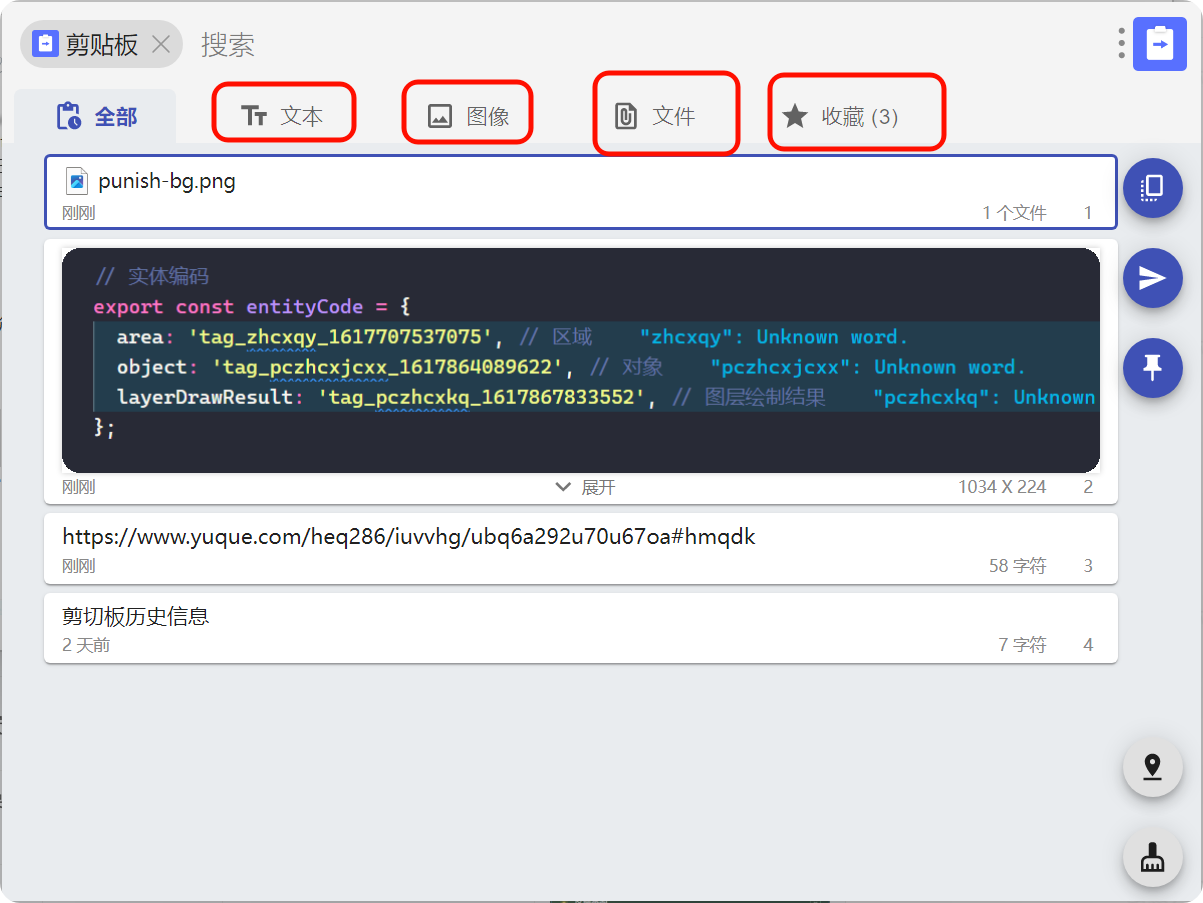 剪贴板 搜索
全部 文本 图像 文件 收藏 (3)
punish-bg.png
刚刚 1 个文件 1
// 实体编码
export const entityCode = {
area: 'tag_zhcxqy_1617707537075', // 区域 "zhcxqy": Unknown word.
object: 'tag_pczhcxjcxx_1617864089622', // 对象 "pczhcxjcxx": Unknown word.
layerDrawResult: 'tag_pczhcxkq_1617867833552', // 图层绘制结果 "pczhcxkq": Unknown
};
刚刚 展开 1034 X 224 2
https://www.yuque.com/heq286/iuvvhg/ubq6a292u70u67oa#hmqdk
刚刚 58 字符 3
剪切板历史信息
2 天前 7 字符 4